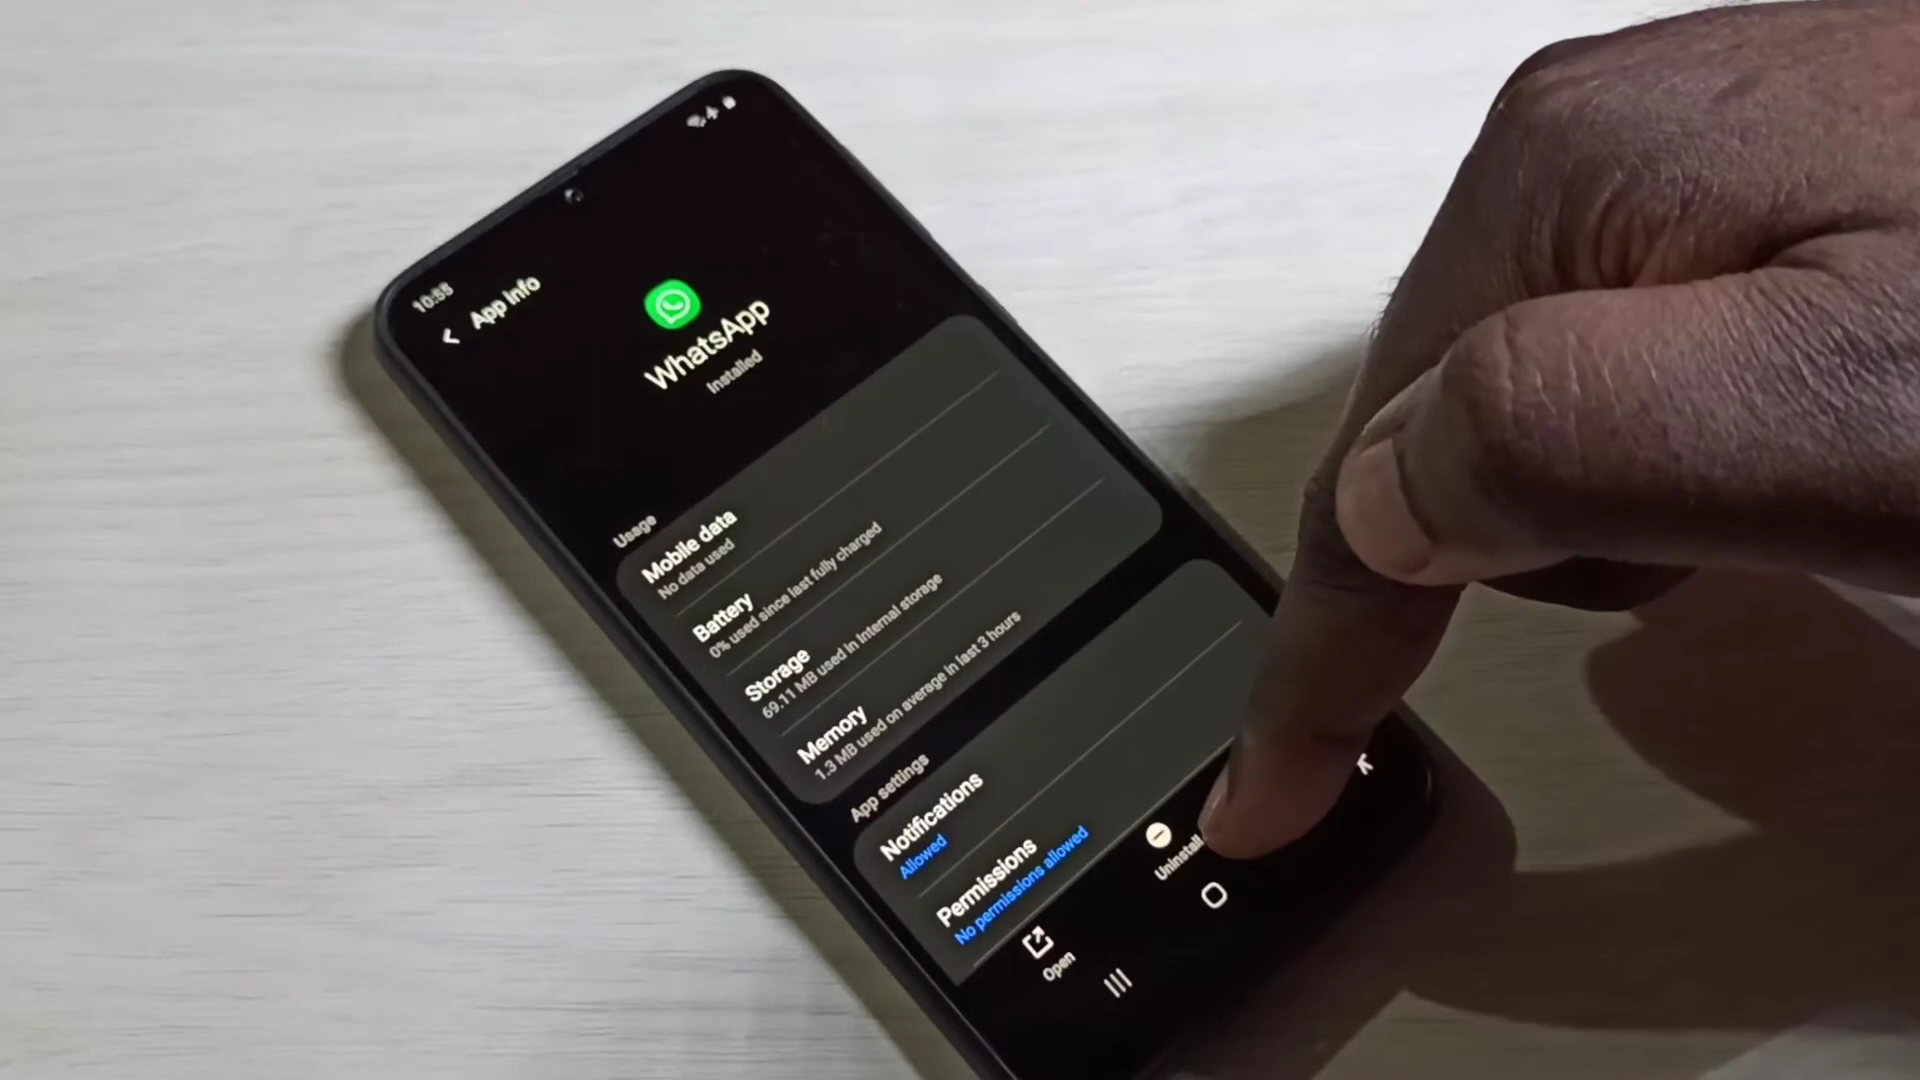 10:55
App info
WhatsApp
Installed
Usage
Mobile data
No data used
Battery
0% used since last fully charged
Storage
69.11 MB used in Internal storage
Memory
1.3 MB used on average in last 3 hours
App settings
Notifications
Allowed
Permissions
No permissions allowed
Open
Uninstall